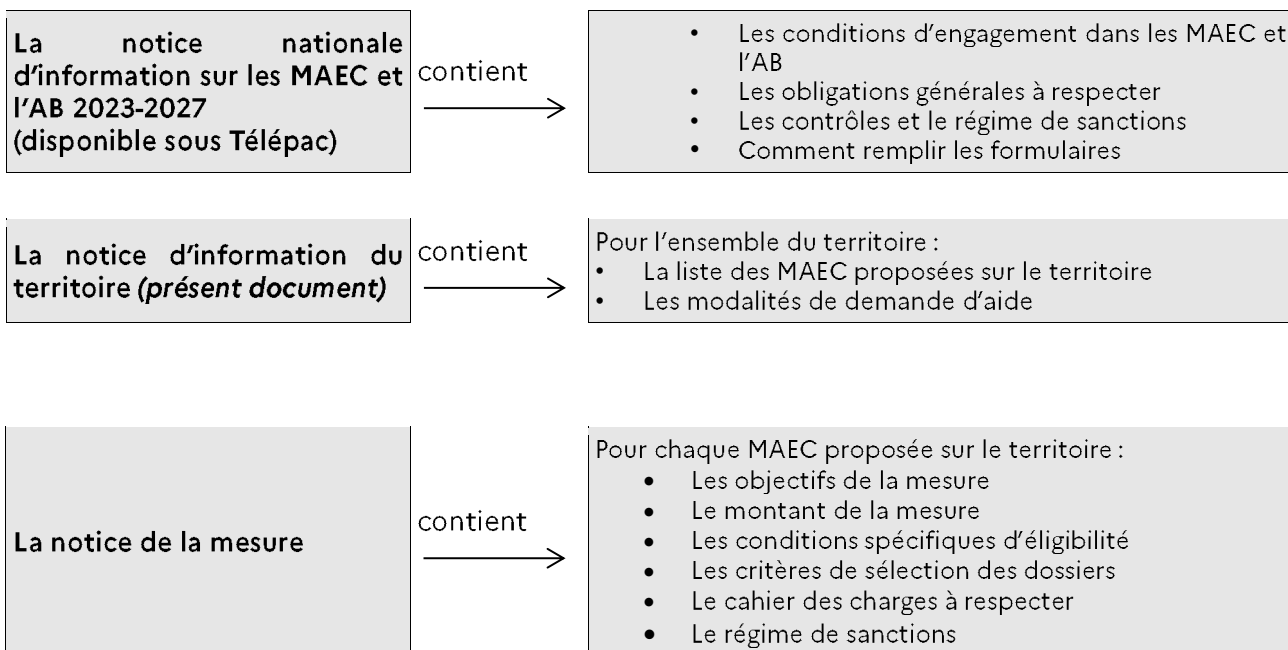 La notice nationale
d'information sur les MAEC et
l'AB 2023-2027
(disponible sous Télépac)
contient
• Les conditions d'engagement dans les MAEC et
l'AB
• Les obligations générales à respecter
• Les contrôles et le régime de sanctions
• Comment remplir les formulaires
La notice d'information du
territoire (présent document)
contient
Pour l'ensemble du territoire :
• La liste des MAEC proposées sur le territoire
• Les modalités de demande d'aide
La notice de la mesure
contient
Pour chaque MAEC proposée sur le territoire :
• Les objectifs de la mesure
• Le montant de la mesure
• Les conditions spécifiques d'éligibilité
• Les critères de sélection des dossiers
• Le cahier des charges à respecter
• Le régime de sanctions